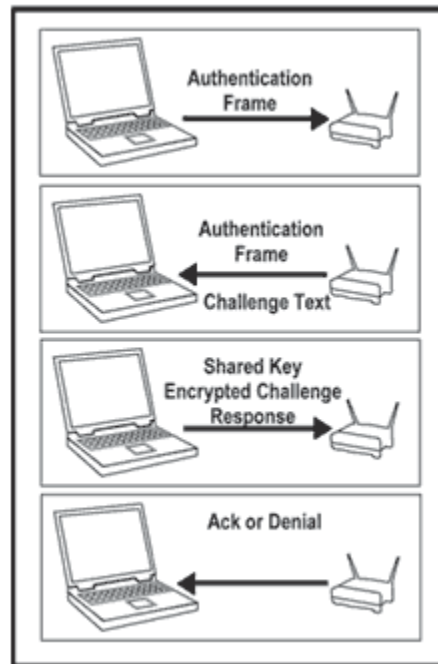 Authentication
Frame
Authentication
Frame
Challenge Text
Shared Key
Encrypted Challenge
Response
Ack or Denial